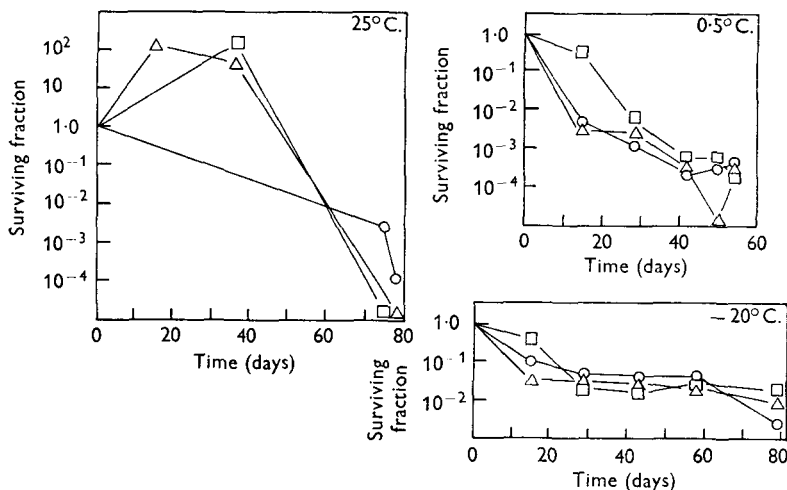 25°C.
Surviving fraction
10²
10
1·0
10⁻¹
10⁻²
10⁻³
10⁻⁴
0 20 40 60 80
Time (days)
0·5°C.
Surviving fraction
1·0
10⁻¹
10⁻²
10⁻³
10⁻⁴
0 20 40 60
Time (days)
−20°C.
Surviving
fraction
1·0
10⁻¹
10⁻²
0 20 40 60 80
Time (days)